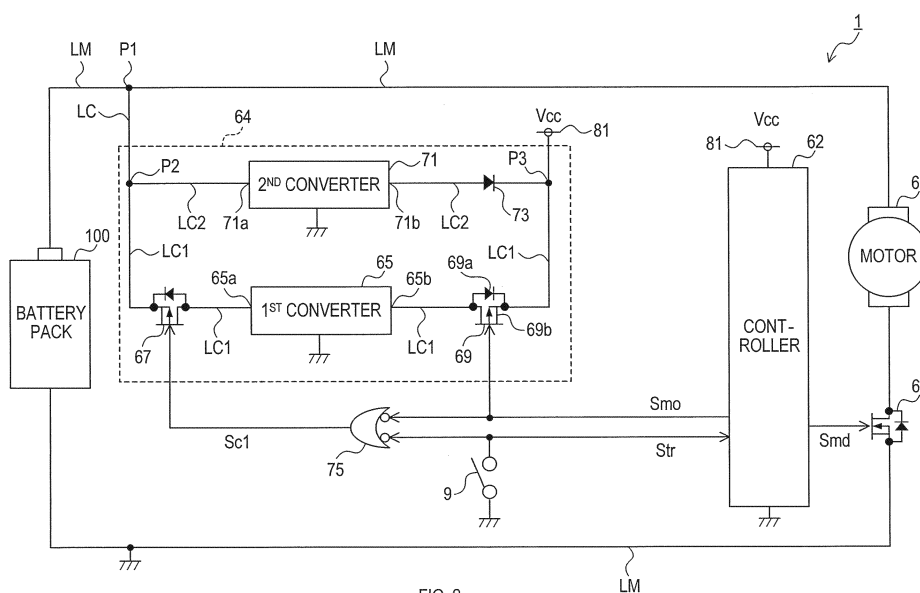 1
LM
P1
LM
LC
64
Vcc
81
Vcc
81
62
P2
2ND CONVERTER
71
P3
6
LC2
71a
71b
LC2
73
100
LC1
LC1
MOTOR
65a
65
65b
69a
BATTERY
PACK
1ST CONVERTER
67
LC1
LC1
69
69b
CONT-
ROLLER
Smo
6
Sc1
75
Str
Smd
9
LM